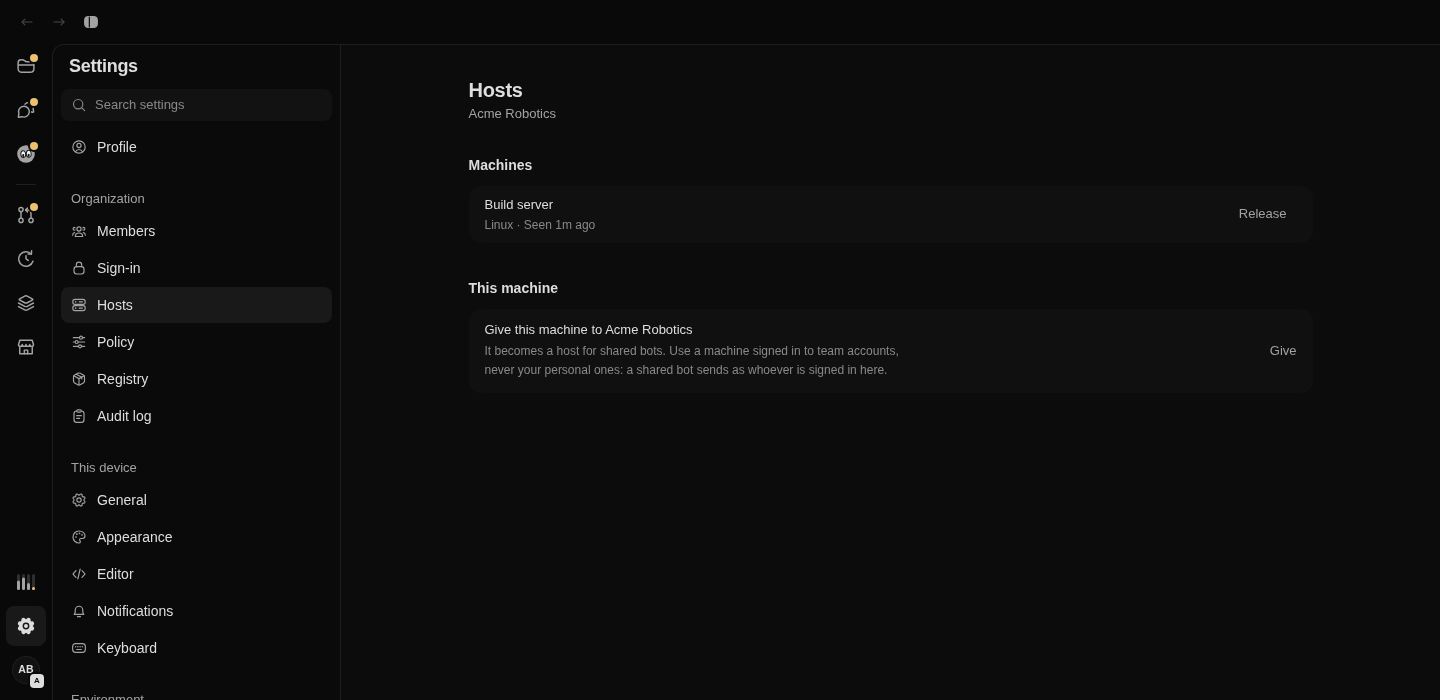 Settings
Search settings
Profile
Organization
Members
Sign-in
Hosts
Policy
Registry
Audit log
This device
General
Appearance
Editor
Notifications
Keyboard
Environment
AB
A
Hosts
Acme Robotics
Machines
Build server
Linux · Seen 1m ago
Release
This machine
Give this machine to Acme Robotics
It becomes a host for shared bots. Use a machine signed in to team accounts,
never your personal ones: a shared bot sends as whoever is signed in here.
Give